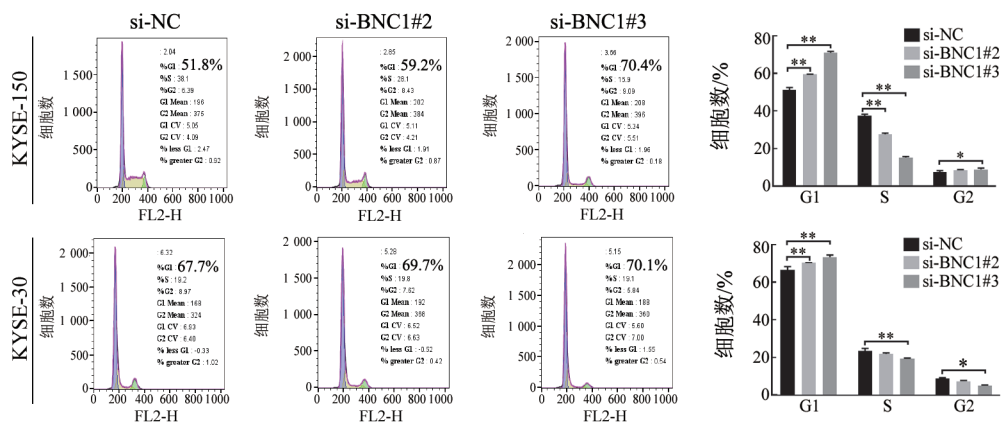 si-NC
si-BNC1#2
si-BNC1#3
KYSE-150
细胞数
2 000
1 500
1 000
500
0
: 2.04
%G1 : 51.8%
%S : 38.1
%G2 : 6.39
G1 Mean : 196
G2 Mean : 375
G1 CV : 5.05
G2 CV : 4.09
% less G1 : 2.47
% greater G2 : 0.92
0 200 400 600 800 1000
FL2-H
细胞数
2 000
1 500
1 000
500
0
: 2.85
%G1 : 59.2%
%S : 28.1
%G2 : 8.43
G1 Mean : 202
G2 Mean : 384
G1 CV : 5.11
G2 CV : 4.21
% less G1 : 1.91
% greater G2 : 0.87
0 200 400 600 800 1000
FL2-H
细胞数
2 000
1 500
1 000
500
0
: 3.66
%G1 : 70.4%
%S : 15.9
%G2 : 8.09
G1 Mean : 208
G2 Mean : 396
G1 CV : 5.34
G2 CV : 5.51
% less G1 : 1.96
% greater G2 : 0.18
0 200 400 600 800 1000
FL2-H
细胞数/%
80
60
40
20
0
si-NC
si-BNC1#2
si-BNC1#3
**
**
**
**
*
G1 S G2
KYSE-30
细胞数
2 000
1 500
1 000
500
0
: 6.32
%G1 : 67.7%
%S : 19.2
%G2 : 8.97
G1 Mean : 168
G2 Mean : 324
G1 CV : 6.93
G2 CV : 6.40
% less G1 : -0.33
% greater G2 : 1.02
0 200 400 600 800 1000
FL2-H
细胞数
2 000
1 500
1 000
500
0
: 5.28
%G1 : 69.7%
%S : 19.8
%G2 : 7.62
G1 Mean : 192
G2 Mean : 368
G1 CV : 6.52
G2 CV : 6.63
% less G1 : -0.52
% greater G2 : 0.42
0 200 400 600 800 1000
FL2-H
细胞数
2 000
1 500
1 000
500
0
: 5.15
%G1 : 70.1%
%S : 19.1
%G2 : 5.84
G1 Mean : 188
G2 Mean : 360
G1 CV : 5.60
G2 CV : 7.00
% less G1 : 1.55
% greater G2 : 0.54
0 200 400 600 800 1000
FL2-H
细胞数/%
80
60
40
20
0
si-NC
si-BNC1#2
si-BNC1#3
**
**
**
*
G1 S G2